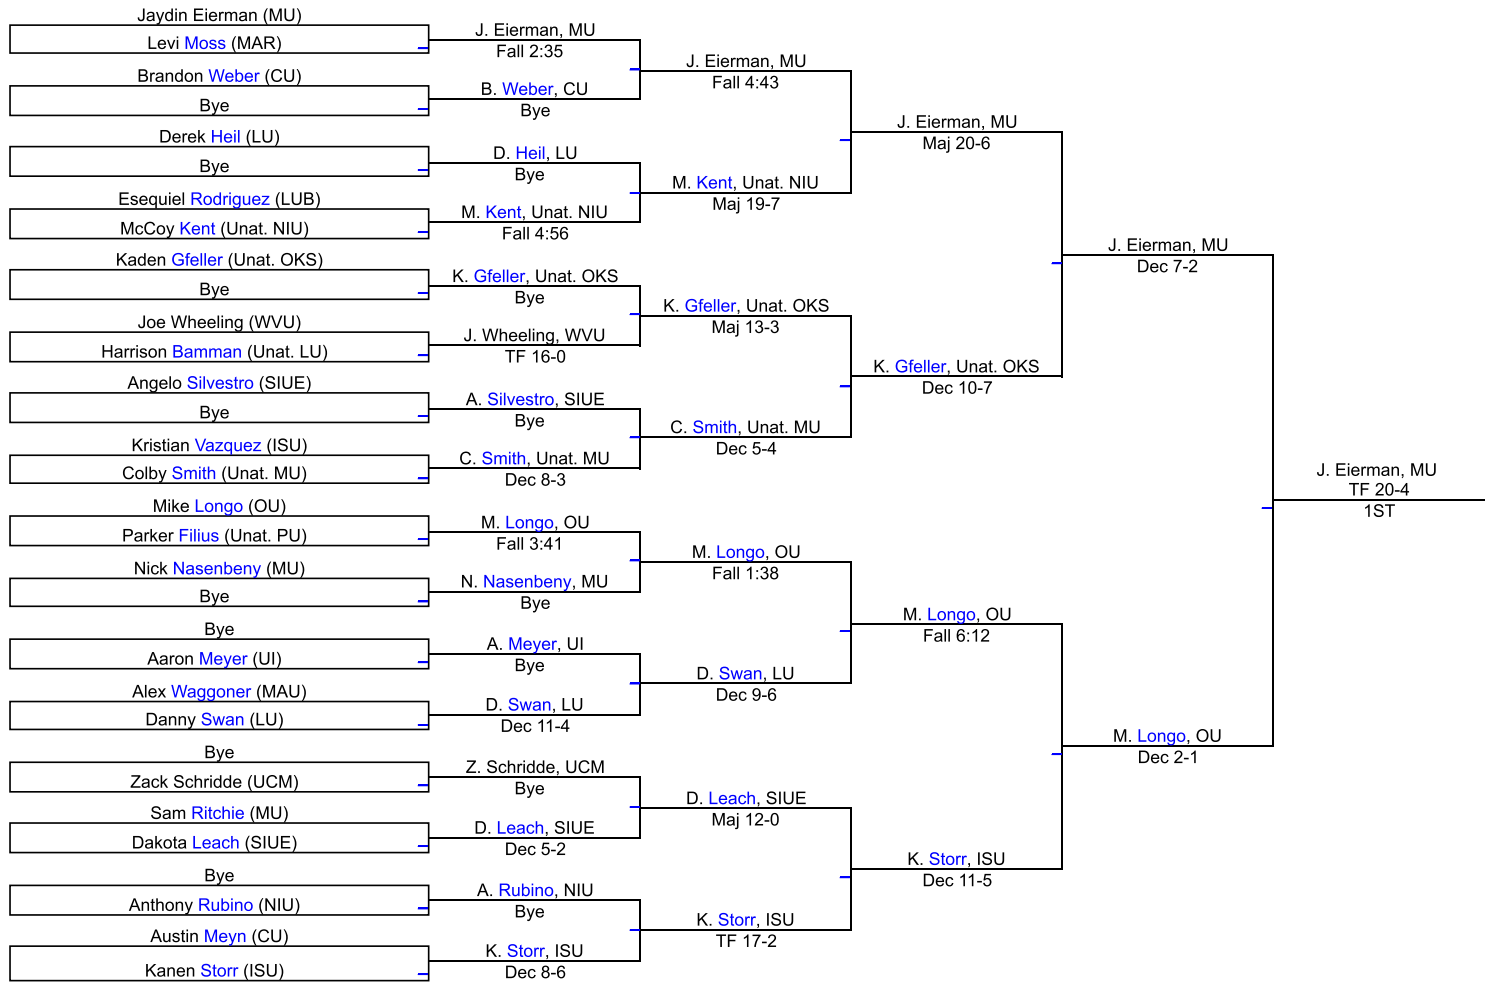 Jaydin Eierman (MU)
Levi Moss (MAR)
Brandon Weber (CU)
Bye
Derek Heil (LU)
Bye
Esequiel Rodriguez (LUB)
McCoy Kent (Unat. NIU)
Kaden Gfeller (Unat. OKS)
Bye
Joe Wheeling (WVU)
Harrison Bamman (Unat. LU)
Angelo Silvestro (SIUE)
Bye
Kristian Vazquez (ISU)
Colby Smith (Unat. MU)
Mike Longo (OU)
Parker Filius (Unat. PU)
Nick Nasenbeny (MU)
Bye
Bye
Aaron Meyer (UI)
Alex Waggoner (MAU)
Danny Swan (LU)
Bye
Zack Schridde (UCM)
Sam Ritchie (MU)
Dakota Leach (SIUE)
Bye
Anthony Rubino (NIU)
Austin Meyn (CU)
Kanen Storr (ISU)
J. Eierman, MU
Fall 2:35
B. Weber, CU
Bye
D. Heil, LU
Bye
M. Kent, Unat. NIU
Fall 4:56
K. Gfeller, Unat. OKS
Bye
J. Wheeling, WVU
TF 16-0
A. Silvestro, SIUE
Bye
C. Smith, Unat. MU
Dec 8-3
M. Longo, OU
Fall 3:41
N. Nasenbeny, MU
Bye
A. Meyer, UI
Bye
D. Swan, LU
Dec 11-4
Z. Schridde, UCM
Bye
D. Leach, SIUE
Dec 5-2
A. Rubino, NIU
Bye
K. Storr, ISU
Dec 8-6
J. Eierman, MU
Fall 4:43
M. Kent, Unat. NIU
Maj 19-7
K. Gfeller, Unat. OKS
Maj 13-3
C. Smith, Unat. MU
Dec 5-4
M. Longo, OU
Fall 1:38
D. Swan, LU
Dec 9-6
D. Leach, SIUE
Maj 12-0
K. Storr, ISU
TF 17-2
J. Eierman, MU
Maj 20-6
K. Gfeller, Unat. OKS
Dec 10-7
M. Longo, OU
Fall 6:12
K. Storr, ISU
Dec 11-5
J. Eierman, MU
Dec 7-2
M. Longo, OU
Dec 2-1
J. Eierman, MU
TF 20-4
1ST